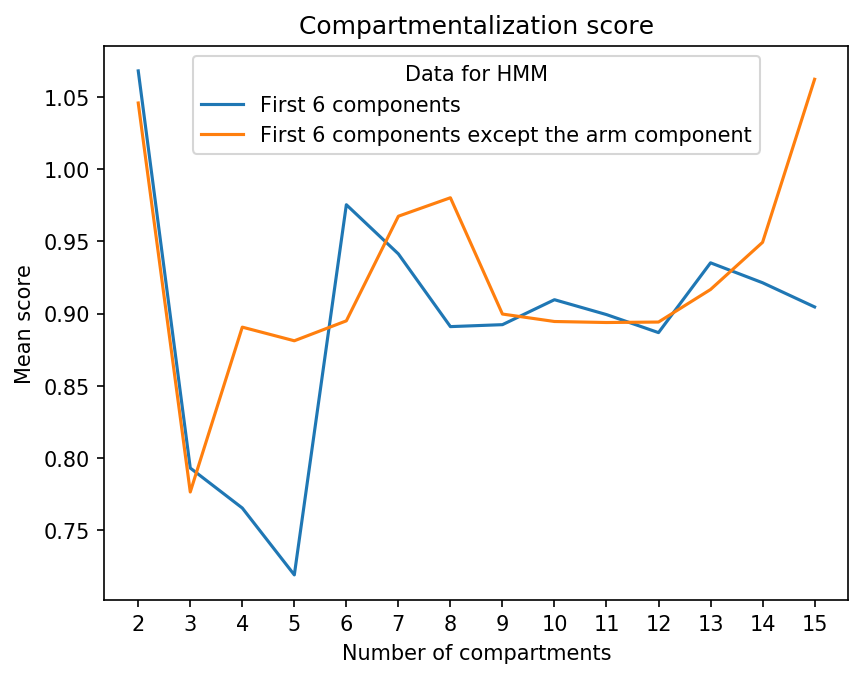 Compartmentalization score
Data for HMM
First 6 components
First 6 components except the arm component
Mean score
1.05
1.00
0.95
0.90
0.85
0.80
0.75
2 3 4 5 6 7 8 9 10 11 12 13 14 15
Number of compartments